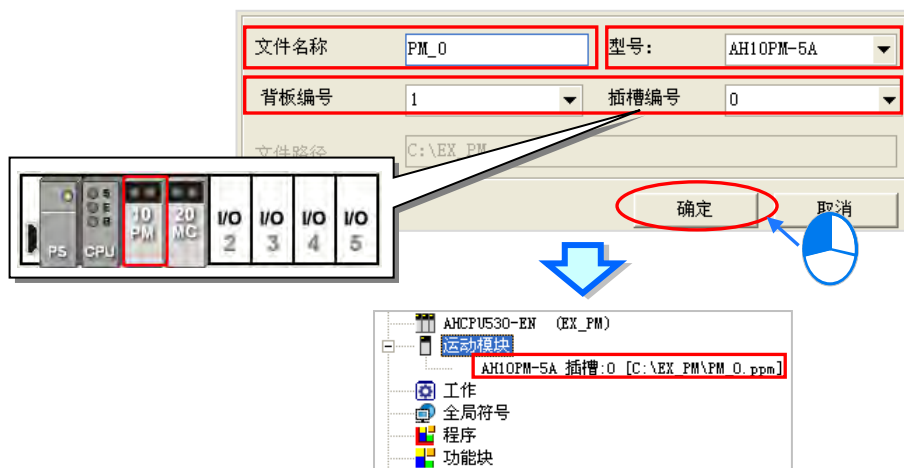 文件名称 PM_0 型号: AH10PM-5A
背板编号 1 插槽编号 0
文件路径 C:\EX_PM
确定 取消
PS CPU 10 PM 20 MC I/O 2 I/O 3 I/O 4 I/O 5
AHCPU530-EN (EX_PM)
运动模块
AH10PM-5A 插槽:0 [C:\EX_PM\PM_0.ppm]
工作
全局符号
程序
功能块